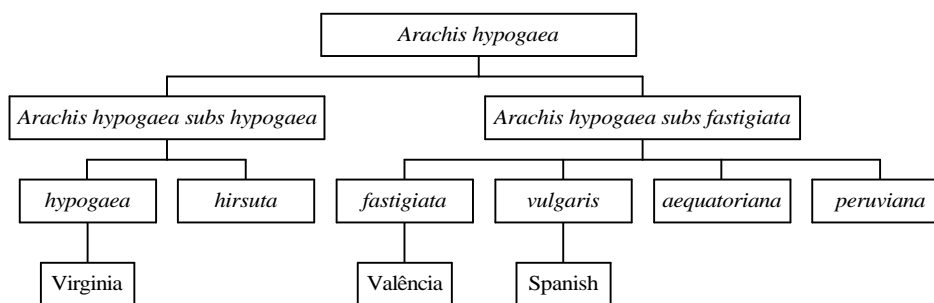 Arachis hypogaea
Arachis hypogaea subs hypogaea
Arachis hypogaea subs fastigiata
hypogaea
hirsuta
fastigiata
vulgaris
aequatoriana
peruviana
Virginia
Valência
Spanish